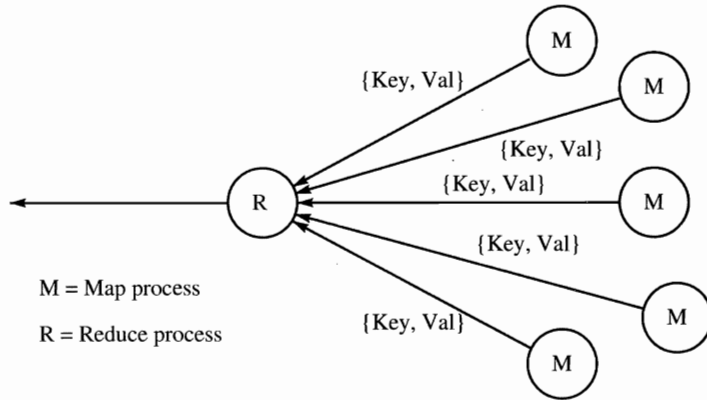 M
{Key, Val}
M
{Key, Val}
{Key, Val}
R
M
{Key, Val}
M = Map process
M
R = Reduce process
{Key, Val}
M